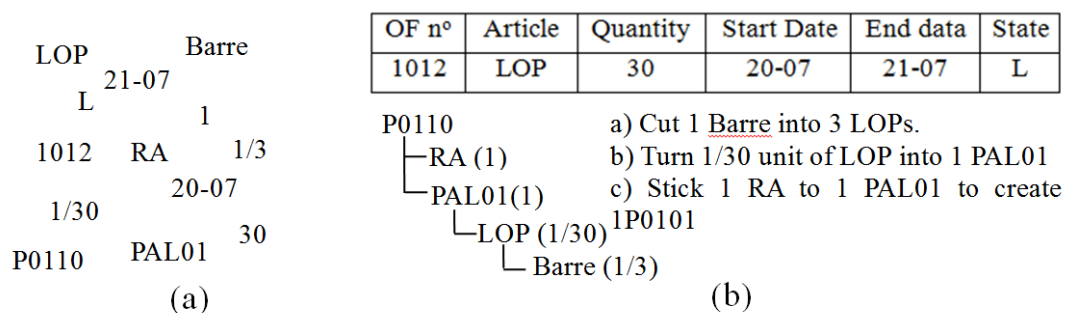 LOP
Barre
21-07
L
1
1012 RA 1/3
20-07
1/30
30
P0110 PAL01
(a)
OF nº Article Quantity Start Date End data State
1012 LOP 30 20-07 21-07 L
P0110
RA (1)
PAL01(1)
LOP (1/30)
Barre (1/3)
a) Cut 1 Barre into 3 LOPs.
b) Turn 1/30 unit of LOP into 1 PAL01
c) Stick 1 RA to 1 PAL01 to create
1P0101
(b)